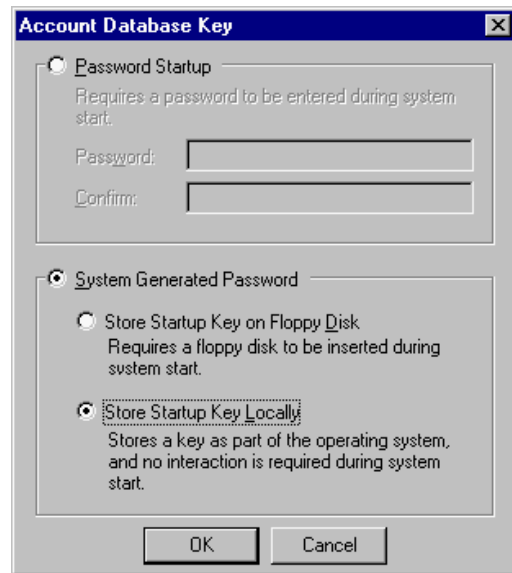 Account Database Key
Password Startup
Requires a password to be entered during system
start.
Password:
Confirm:
System Generated Password
Store Startup Key on Floppy Disk
Requires a floppy disk to be inserted during
system start.
Store Startup Key Locally
Stores a key as part of the operating system,
and no interaction is required during system
start.
OK Cancel